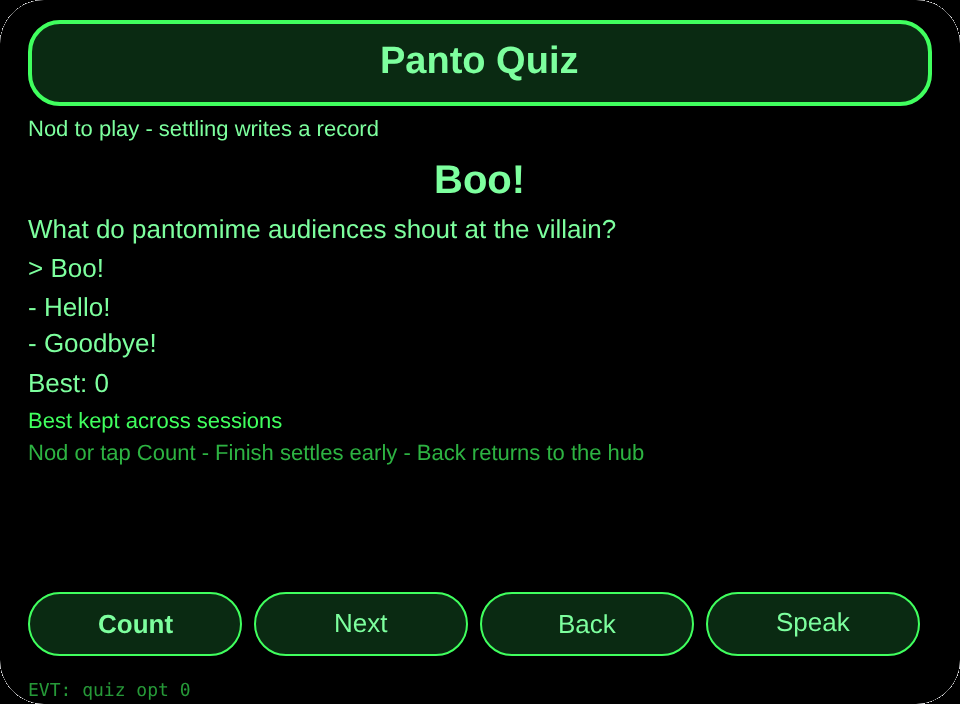 Panto Quiz
Nod to play - settling writes a record
Boo!
What do pantomime audiences shout at the villain?
> Boo!
- Hello!
- Goodbye!
Best: 0
Best kept across sessions
Nod or tap Count - Finish settles early - Back returns to the hub
Count Next Back Speak
EVT: quiz opt 0